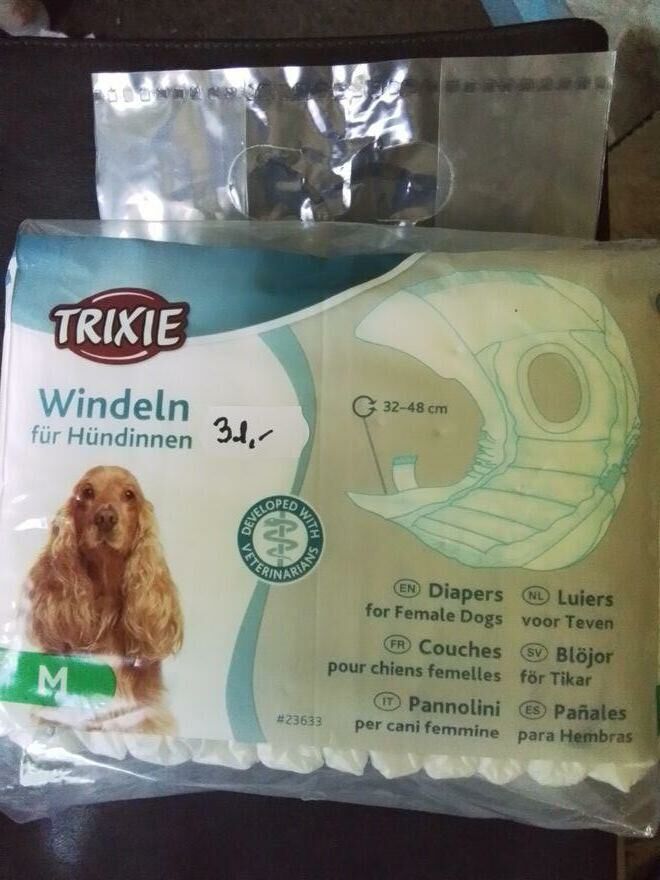 TRIXIE
Windeln
für Hündinnen
31,-
32–48 cm
DEVELOPED WITH
VETERINARIANS
EN Diapers
for Female Dogs
NL Luiers
voor Teven
FR Couches
pour chiens femelles
SV Blöjor
för Tikar
IT Pannolini
per cani femmine
ES Pañales
para Hembras
M
#23633